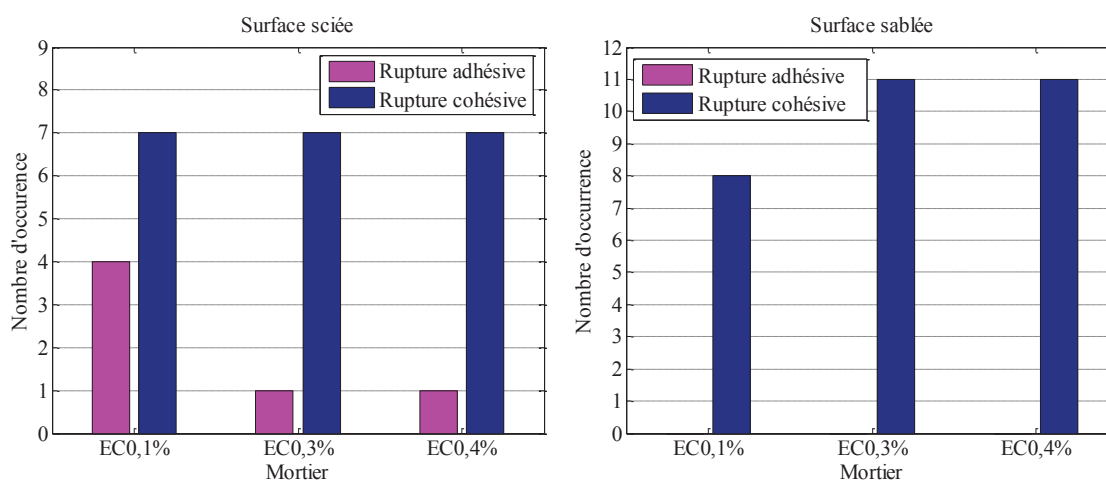 Surface sciée
9
8
7
6
5
4
3
2
1
0
Nombre d'occurence
Rupture adhésive
Rupture cohésive
EC0,1%
EC0,3%
EC0,4%
Mortier
Surface sablée
12
11
10
9
8
7
6
5
4
3
2
1
0
Nombre d'occurrence
Rupture adhésive
Rupture cohésive
EC0,1%
EC0,3%
EC0,4%
Mortier